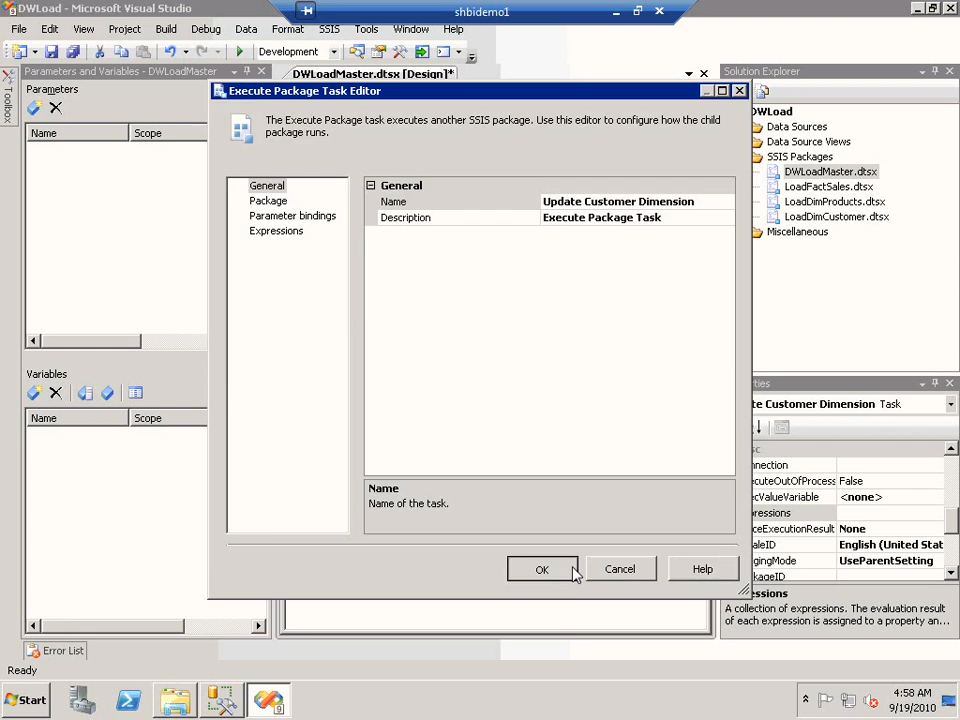 DWLoad - Microsoft Visual Studio
shbidemo1
File Edit View Project Build Debug Data Format SSIS Tools Window Help
Development
Toolbox
Parameters and Variables - DWLoadMaster
DWLoadMaster.dtsx [Design]*
Solution Explorer
Parameters
Name Scope
Execute Package Task Editor
The Execute Package task executes another SSIS package. Use this editor to configure how the child
package runs.
General
Package
Parameter bindings
Expressions
General
Name Update Customer Dimension
Description Execute Package Task
Name
Name of the task.
OK Cancel Help
DWLoad
Data Sources
Data Source Views
SSIS Packages
DWLoadMaster.dtsx
LoadFactSales.dtsx
LoadDimProducts.dtsx
LoadDimCustomer.dtsx
Miscellaneous
Variables
Name Scope
ties
te Customer Dimension Task
sc
nnection
cuteOutOfProcess False
cValueVariable <none>
pressions
ceExecutionResult None
aleID English (United Stat
gingMode UseParentSetting
kageID
pressions
A collection of expressions. The evaluation result
of each expression is assigned to a property an...
Error List
Ready
Start
4:58 AM
9/19/2010